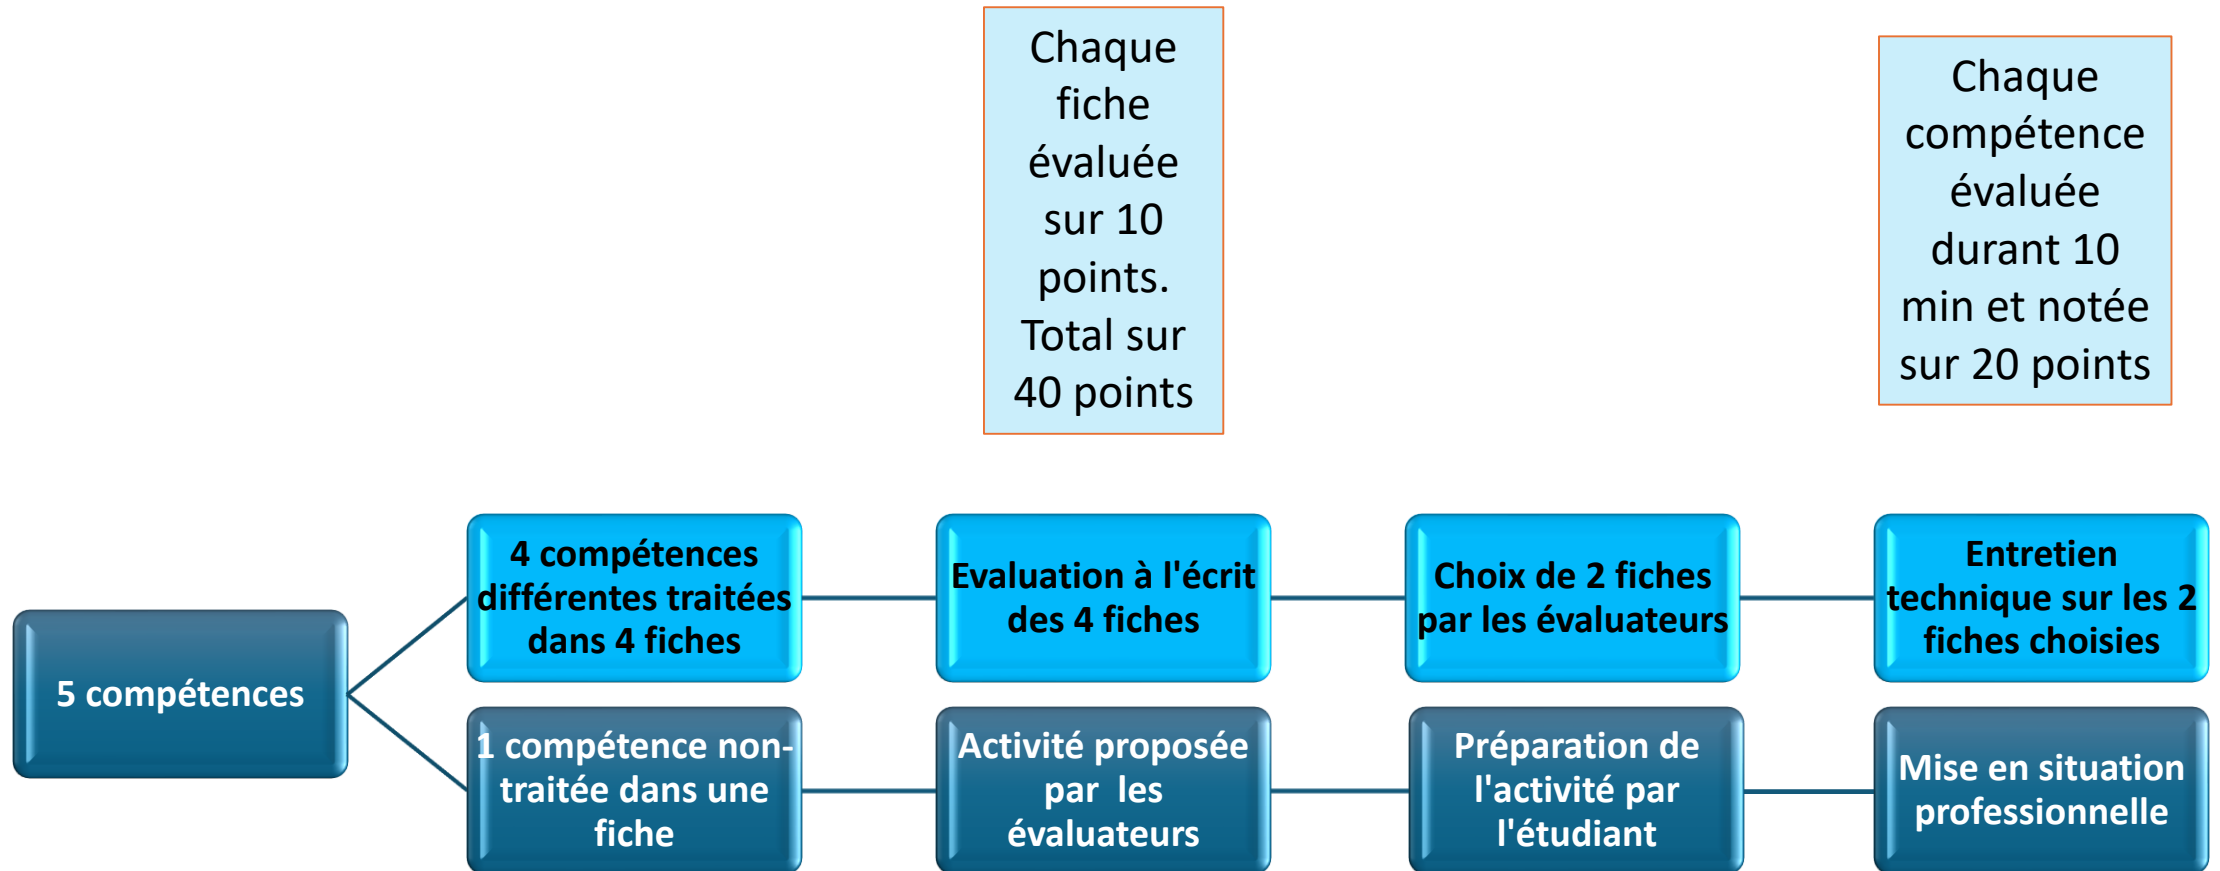 Chaque
fiche
évaluée
sur 10
points.
Total sur
40 points
Chaque
compétence
évaluée
durant 10
min et notée
sur 20 points
5 compétences
4 compétences
différentes traitées
dans 4 fiches
Evaluation à l'écrit
des 4 fiches
Choix de 2 fiches
par les évaluateurs
Entretien
technique sur les 2
fiches choisies
1 compétence non-
traitée dans une
fiche
Activité proposée
par les
évaluateurs
Préparation de
l'activité par
l'étudiant
Mise en situation
professionnelle